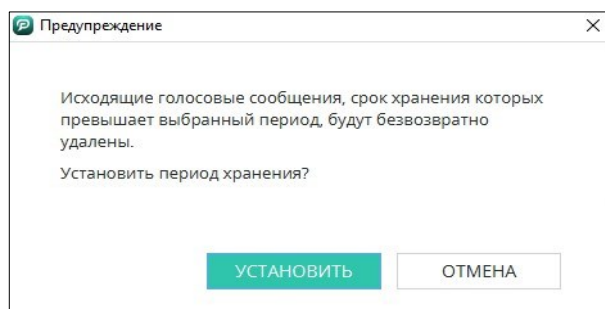 Предупреждение
Исходящие голосовые сообщения, срок хранения которых
превышает выбранный период, будут безвозвратно
удалены.
Установить период хранения?
УСТАНОВИТЬ ОТМЕНА